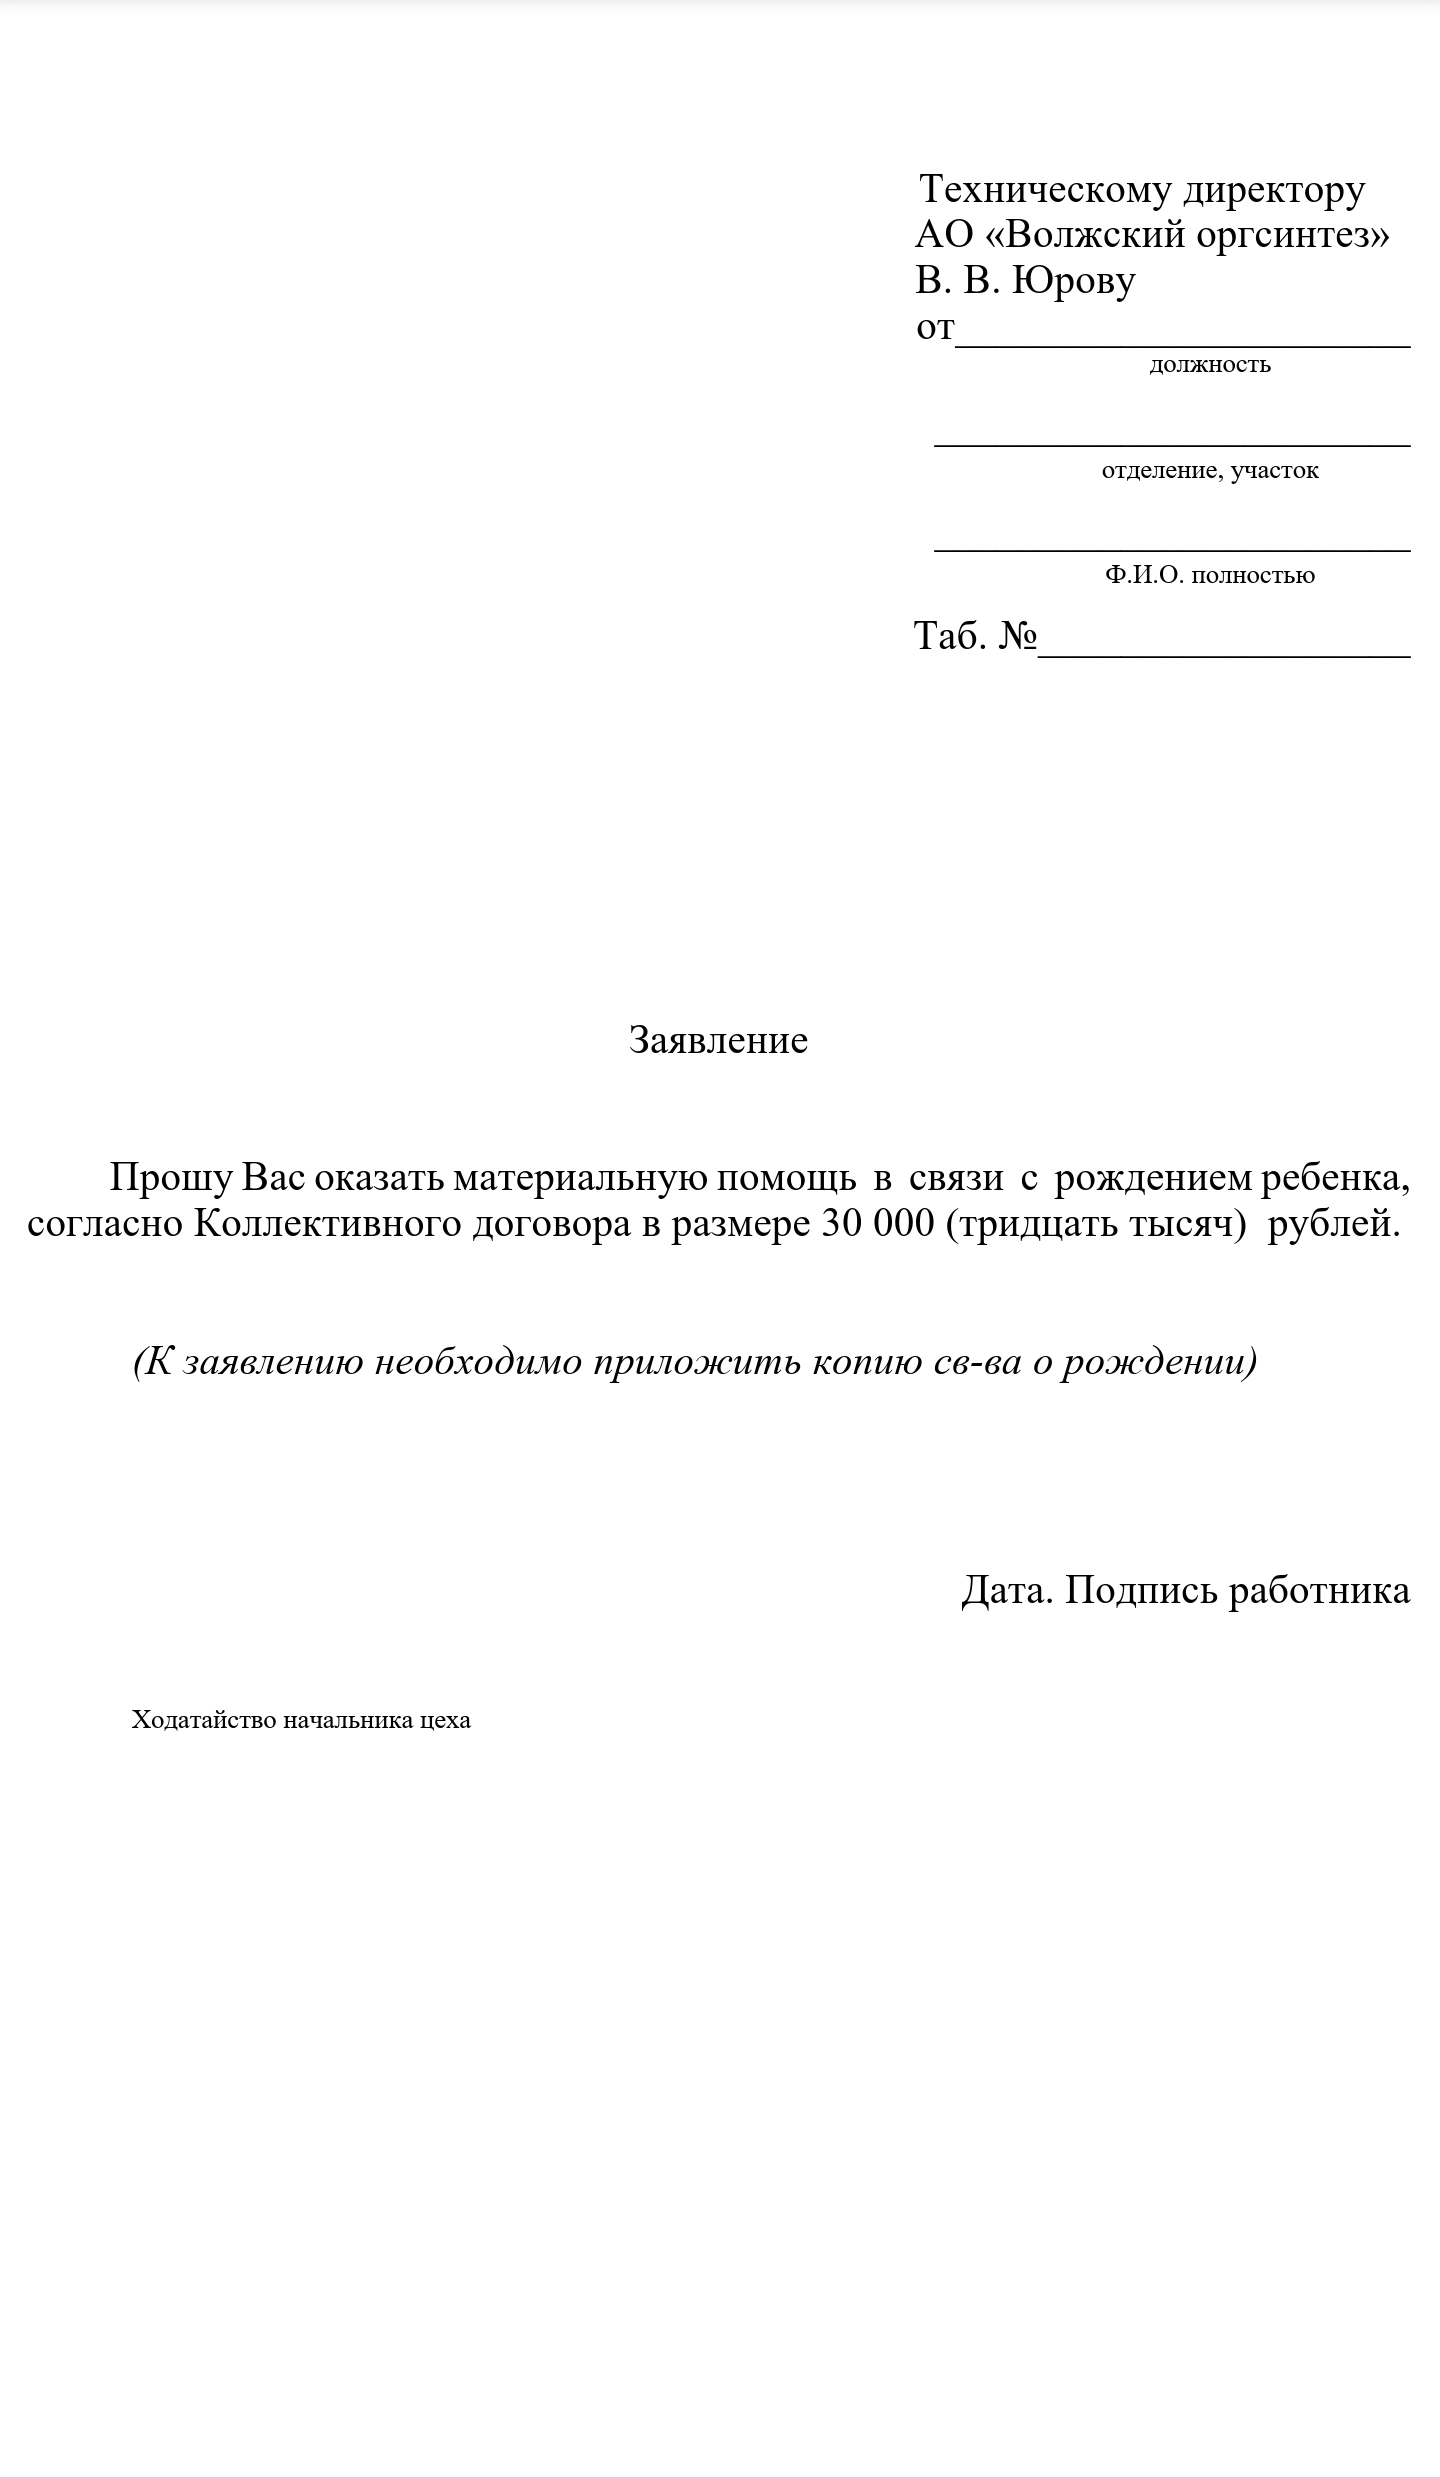 Техническому директору
АО «Волжский оргсинтез»
В. В. Юрову
от______________________
должность
_______________________
отделение, участок
_______________________
Ф.И.О. полностью
Таб. №__________________
Заявление
Прошу Вас оказать материальную помощь в связи с рождением ребенка,
согласно Коллективного договора в размере 30 000 (тридцать тысяч) рублей.
(К заявлению необходимо приложить копию св-ва о рождении)
Дата. Подпись работника
Ходатайство начальника цеха